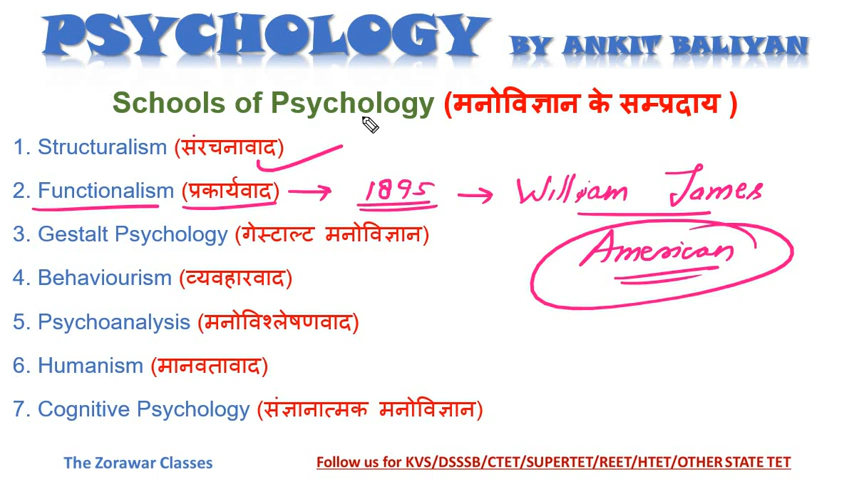 PSYCHOLOGY BY ANKIT BALIYAN
Schools of Psychology (मनोविज्ञान के सम्प्रदाय )
1. Structuralism (संरचनावाद)
2. Functionalism (प्रकार्यवाद) → 1895 → William James
3. Gestalt Psychology (गेस्टाल्ट मनोविज्ञान)
American
4. Behaviourism (व्यवहारवाद)
5. Psychoanalysis (मनोविश्लेषणवाद)
6. Humanism (मानवतावाद)
7. Cognitive Psychology (संज्ञानात्मक मनोविज्ञान)
The Zorawar Classes
Follow us for KVS/DSSSB/CTET/SUPERTET/REET/HTET/OTHER STATE TET